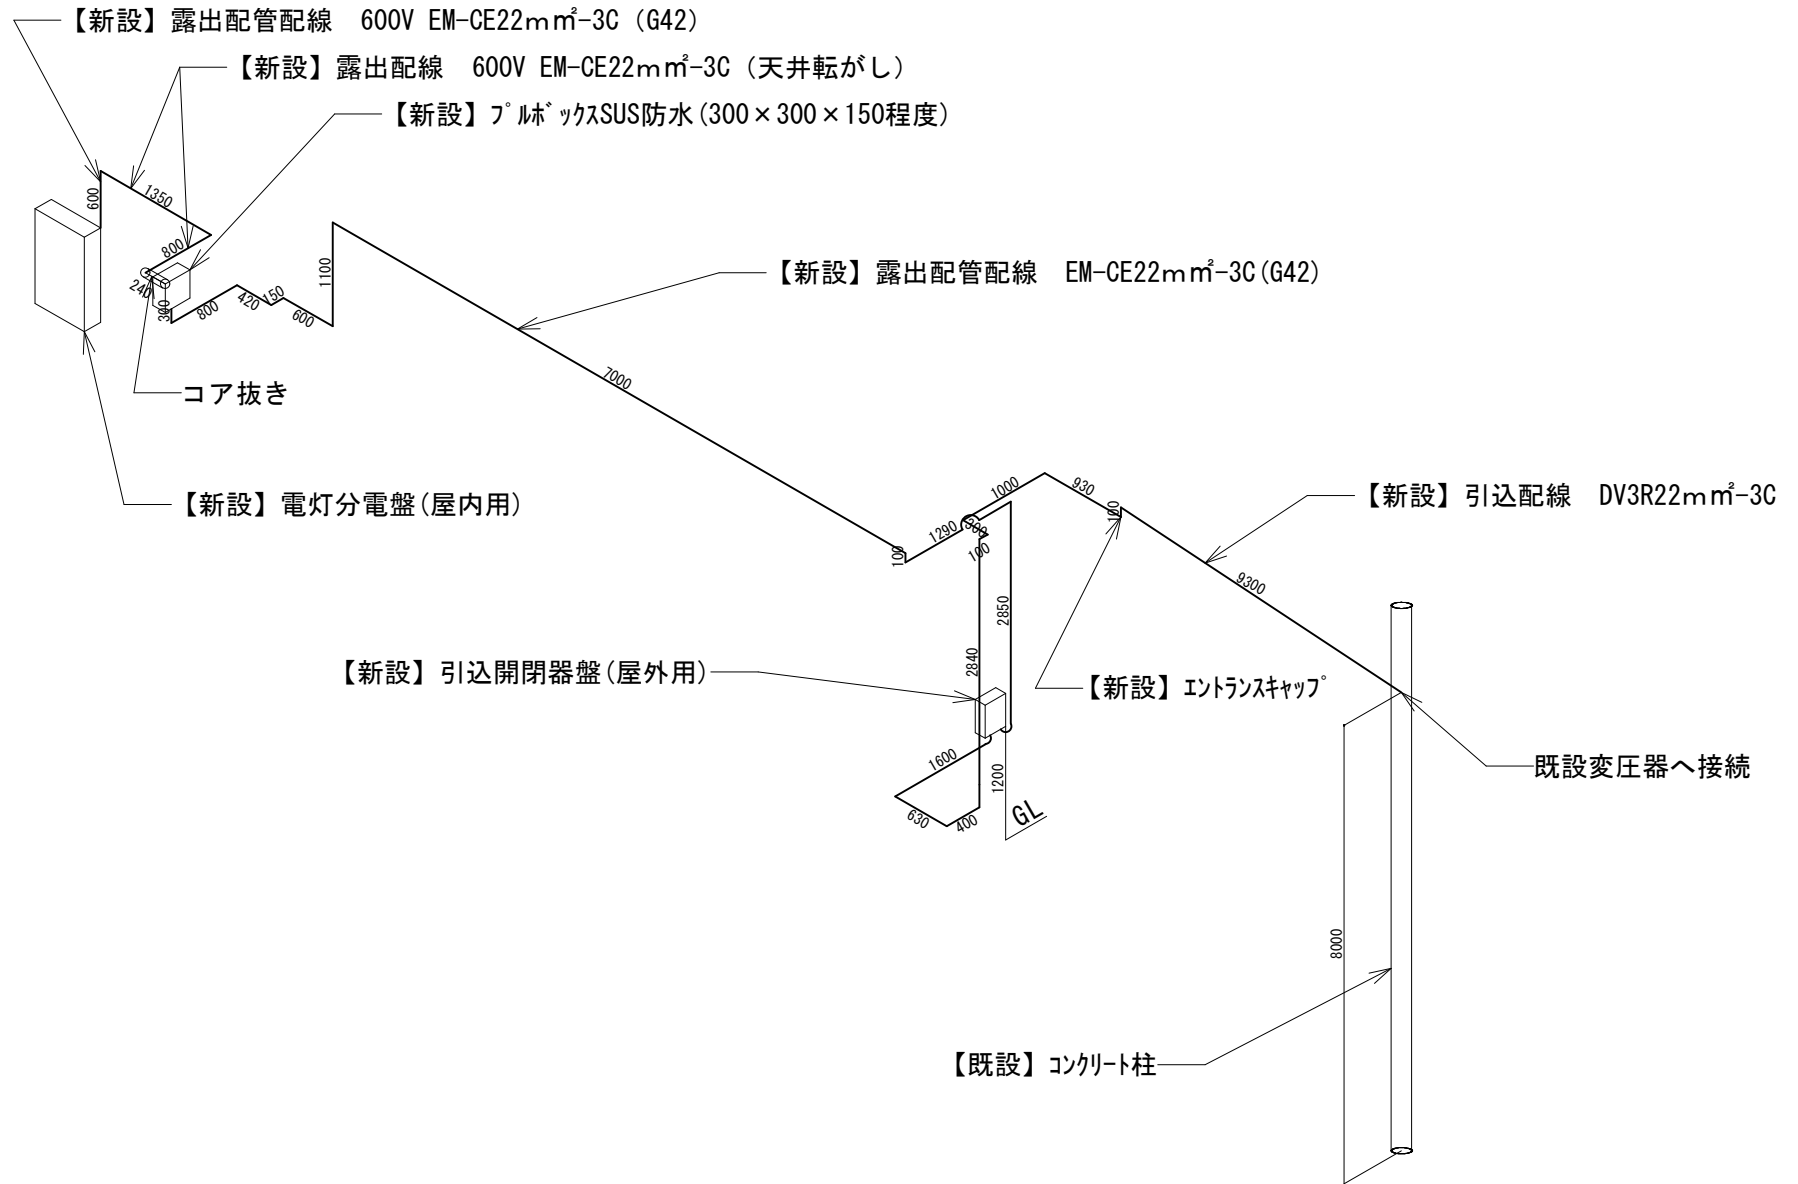 【新設】露出配管配線　600V EM-CE22ｍ㎡-3C（G42）
【新設】露出配線　600V EM-CE22ｍ㎡-3C（天井転がし）
【新設】ﾌﾟﾙﾎﾞｯｸｽSUS防水(300×300×150程度)
600
1350
800
240
300
800
420
150
600
1100
【新設】露出配管配線　EM-CE22ｍ㎡-3C(G42)
7000
コア抜き
【新設】電灯分電盤(屋内用)
100
1290
300
100
1000
930
100
【新設】引込配線　DV3R22ｍ㎡-3C
9300
2850
2840
【新設】引込開閉器盤(屋外用)
【新設】ｴﾝﾄﾗﾝｽｷｬｯﾌﾟ
既設変圧器へ接続
1600
630
400
1200
GL
8000
【既設】ｺﾝｸﾘｰﾄ柱